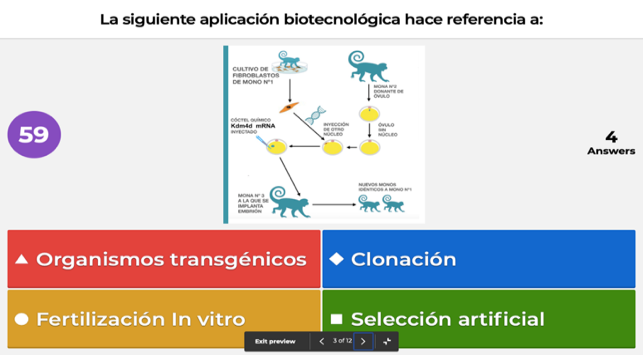 La siguiente aplicación biotecnológica hace referencia a:
CULTIVO DE
FIBROBLASTOS
DE MONO Nº1
MONA Nº2
DONANTE DE
ÓVULO
CÓCTEL QUÍMICO
Kdm4d mRNA
INYECTADO
INYECCIÓN
DE OTRO
NÚCLEO
ÓVULO
SIN
NÚCLEO
59
4
Answers
MONA Nº 3
A LA QUE SE
IMPLANTA
EMBRIÓN
NUEVOS MONOS
IDÉNTICOS A MONO Nº1
Organismos transgénicos
Clonación
Fertilización In vitro
Selección artificial
Exit preview
3 of 12